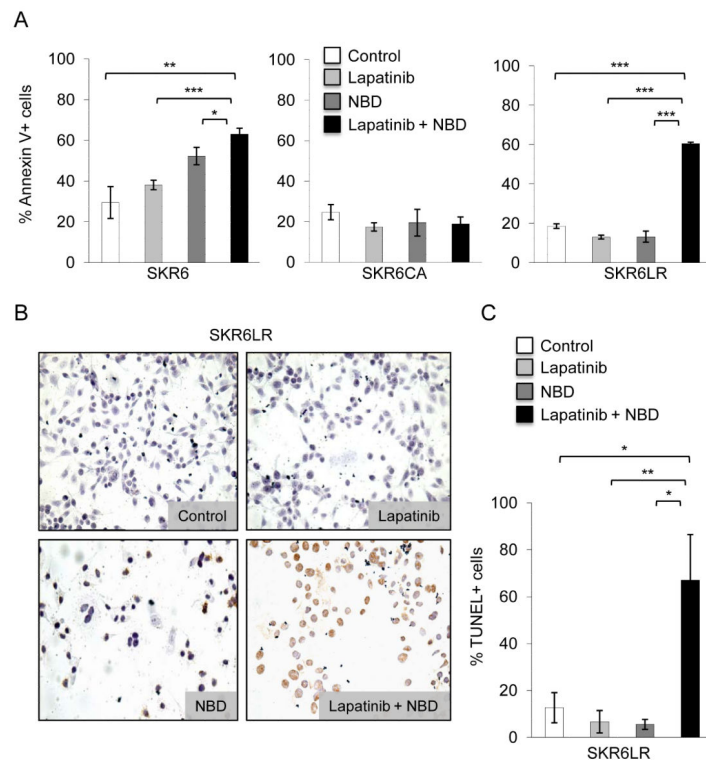 A
Control
Lapatinib
NBD
Lapatinib + NBD
% Annexin V+ cells
100
80
60
40
20
0
**
***
*
SKR6
100
80
60
40
20
0
SKR6CA
100
80
60
40
20
0
***
***
***
SKR6LR
B
SKR6LR
Control
Lapatinib
NBD
Lapatinib + NBD
C
Control
Lapatinib
NBD
Lapatinib + NBD
% TUNEL+ cells
100
80
60
40
20
0
*
**
*
SKR6LR